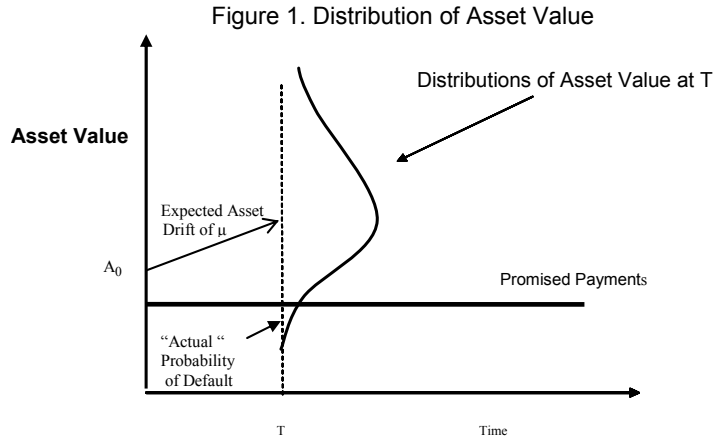 Figure 1. Distribution of Asset Value
Distributions of Asset Value at T
Asset Value
Expected Asset
Drift of µ
A0
Promised Payments
“Actual “
Probability
of Default
T
Time